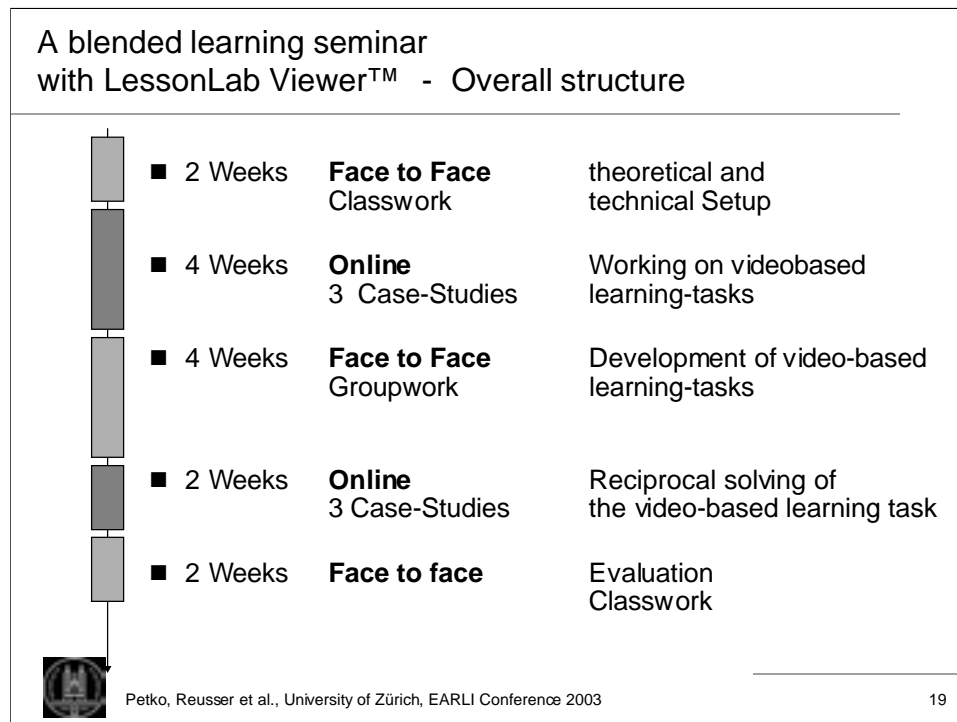 A blended learning seminar
with LessonLab Viewer™ - Overall structure
■ 2 Weeks Face to Face theoretical and
Classwork technical Setup
■ 4 Weeks Online Working on videobased
3 Case-Studies learning-tasks
■ 4 Weeks Face to Face Development of video-based
Groupwork learning-tasks
■ 2 Weeks Online Reciprocal solving of
3 Case-Studies the video-based learning task
■ 2 Weeks Face to face Evaluation
Classwork
Petko, Reusser et al., University of Zürich, EARLI Conference 2003 19